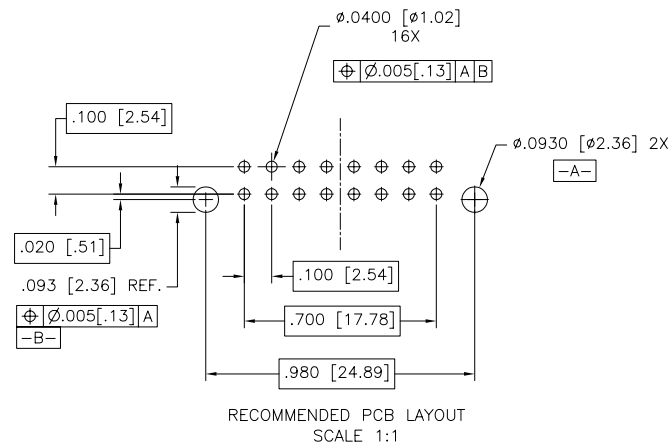 ø.0400 [ø1.02]
16X
⌖ Ø.005[.13] A B
.100 [2.54]
ø.0930 [ø2.36] 2X
-A-
.020 [.51]
.093 [2.36] REF.
⌖ Ø.005[.13] A
-B-
.100 [2.54]
.700 [17.78]
.980 [24.89]
RECOMMENDED PCB LAYOUT
SCALE 1:1